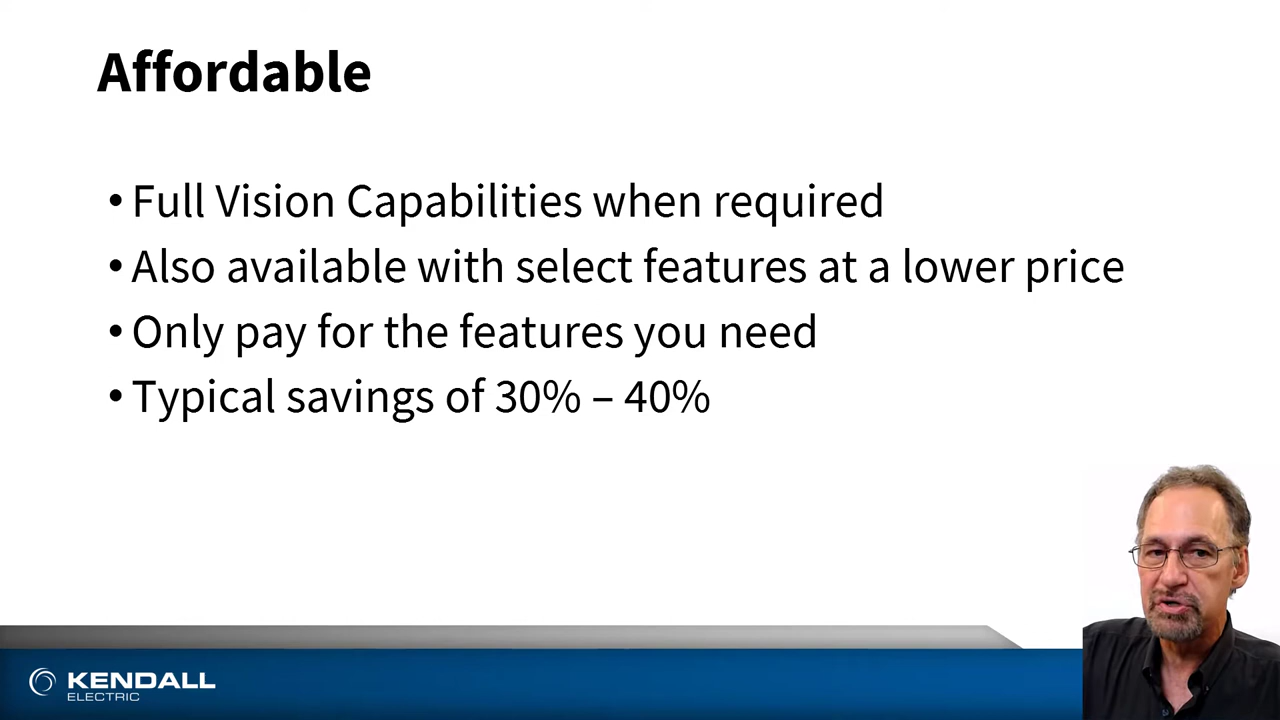 Affordable
• Full Vision Capabilities when required
• Also available with select features at a lower price
• Only pay for the features you need
• Typical savings of 30% – 40%
KENDALL
ELECTRIC